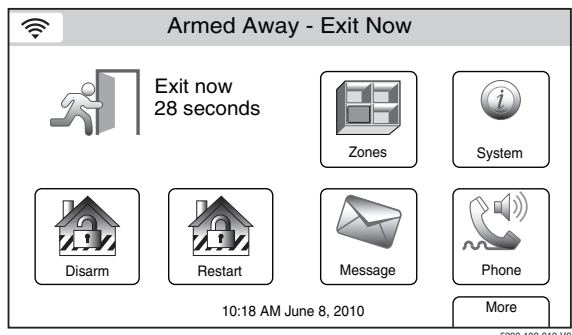 Armed Away - Exit Now
Exit now
28 seconds
Zones
System
Disarm
Restart
Message
Phone
10:18 AM June 8, 2010
More